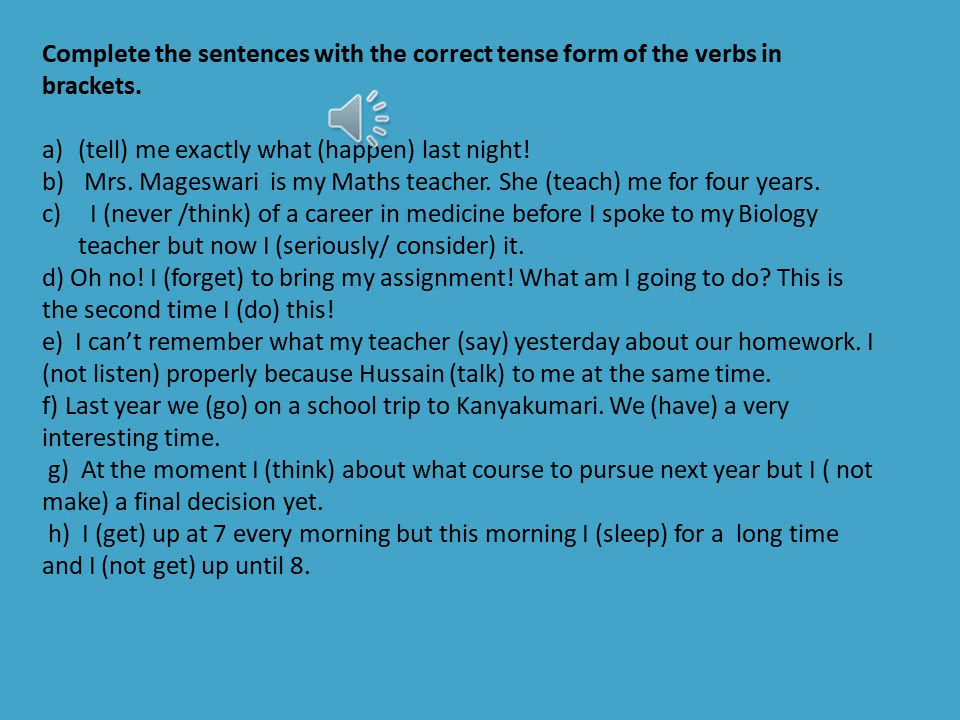 Complete the sentences with the correct tense form of the verbs in
brackets.
a) (tell) me exactly what (happen) last night!
b) Mrs. Mageswari is my Maths teacher. She (teach) me for four years.
c) I (never /think) of a career in medicine before I spoke to my Biology
teacher but now I (seriously/ consider) it.
d) Oh no! I (forget) to bring my assignment! What am I going to do? This is
the second time I (do) this!
e) I can’t remember what my teacher (say) yesterday about our homework. I
(not listen) properly because Hussain (talk) to me at the same time.
f) Last year we (go) on a school trip to Kanyakumari. We (have) a very
interesting time.
g) At the moment I (think) about what course to pursue next year but I ( not
make) a final decision yet.
h) I (get) up at 7 every morning but this morning I (sleep) for a long time
and I (not get) up until 8.